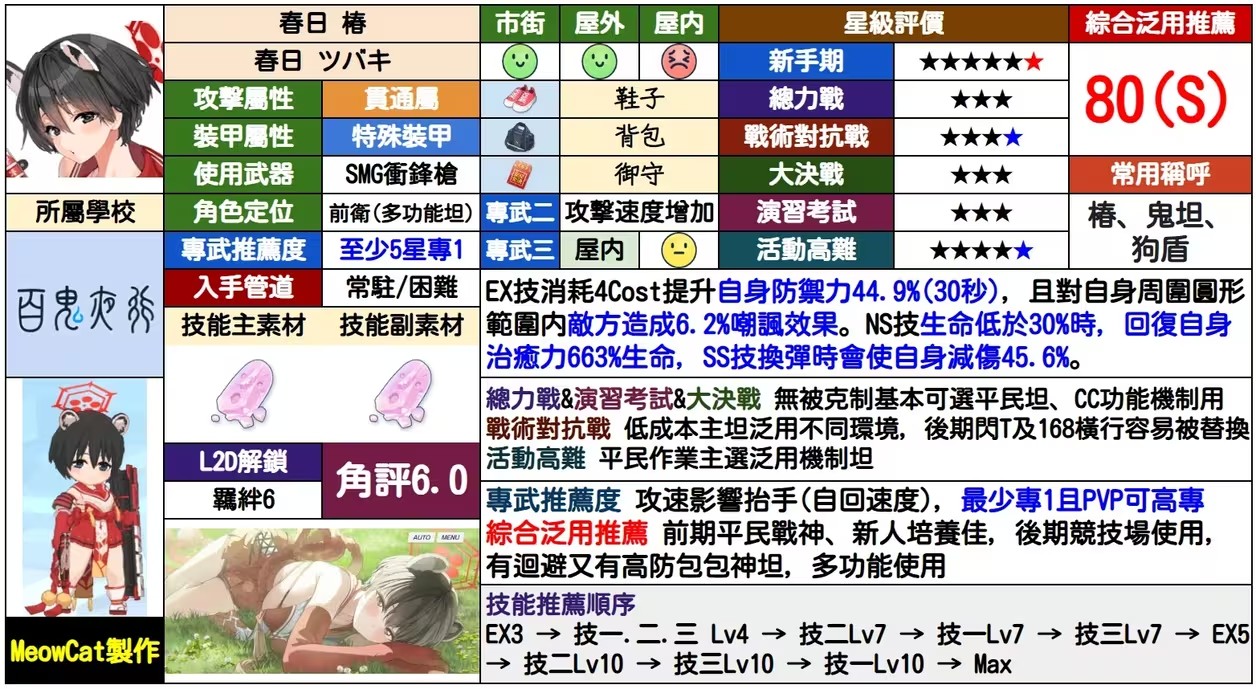 春日 椿
市街
屋外
屋內
星級評價
綜合泛用推薦
春日 ツバキ
新手期
★★★★★★
80(S)
攻擊屬性
貫通屬
鞋子
總力戰
★★★
裝甲屬性
特殊裝甲
背包
戰術對抗戰
★★★★
使用武器
SMG衝鋒槍
御守
大決戰
★★★
常用稱呼
所屬學校
角色定位
前衛(多功能坦)
專武二
攻擊速度增加
演習考試
★★★
椿、鬼坦、
狗盾
專武推薦度
至少5星專1
專武三
屋內
活動高難
★★★★★
百鬼夜行
入手管道
常駐/困難
技能主素材
技能副素材
EX技消耗4Cost提升自身防禦力44.9%(30秒), 且對自身周圍圓形
範圍內敵方造成6.2%嘲諷效果。NS技生命低於30%時, 回復自身
治癒力663%生命, SS技換彈時會使自身減傷45.6%。
總力戰&演習考試&大決戰 無被克制基本可選平民坦、CC功能機制用
戰術對抗戰 低成本主坦泛用不同環境, 後期閃T及168橫行容易被替換
活動高難 平民作業主選泛用機制坦
L2D解鎖
羈絆6
角評6.0
專武推薦度 攻速影響抬手(自回速度), 最少專1且PVP可高專
綜合泛用推薦 前期平民戰神、新人培養佳, 後期競技場使用,
有迴避又有高防包包神坦, 多功能使用
AUTO
MENU
技能推薦順序
EX3 → 技一.二.三 Lv4 → 技二Lv7 → 技一Lv7 → 技三Lv7 → EX5
→ 技二Lv10 → 技三Lv10 → 技一Lv10 → Max
MeowCat製作